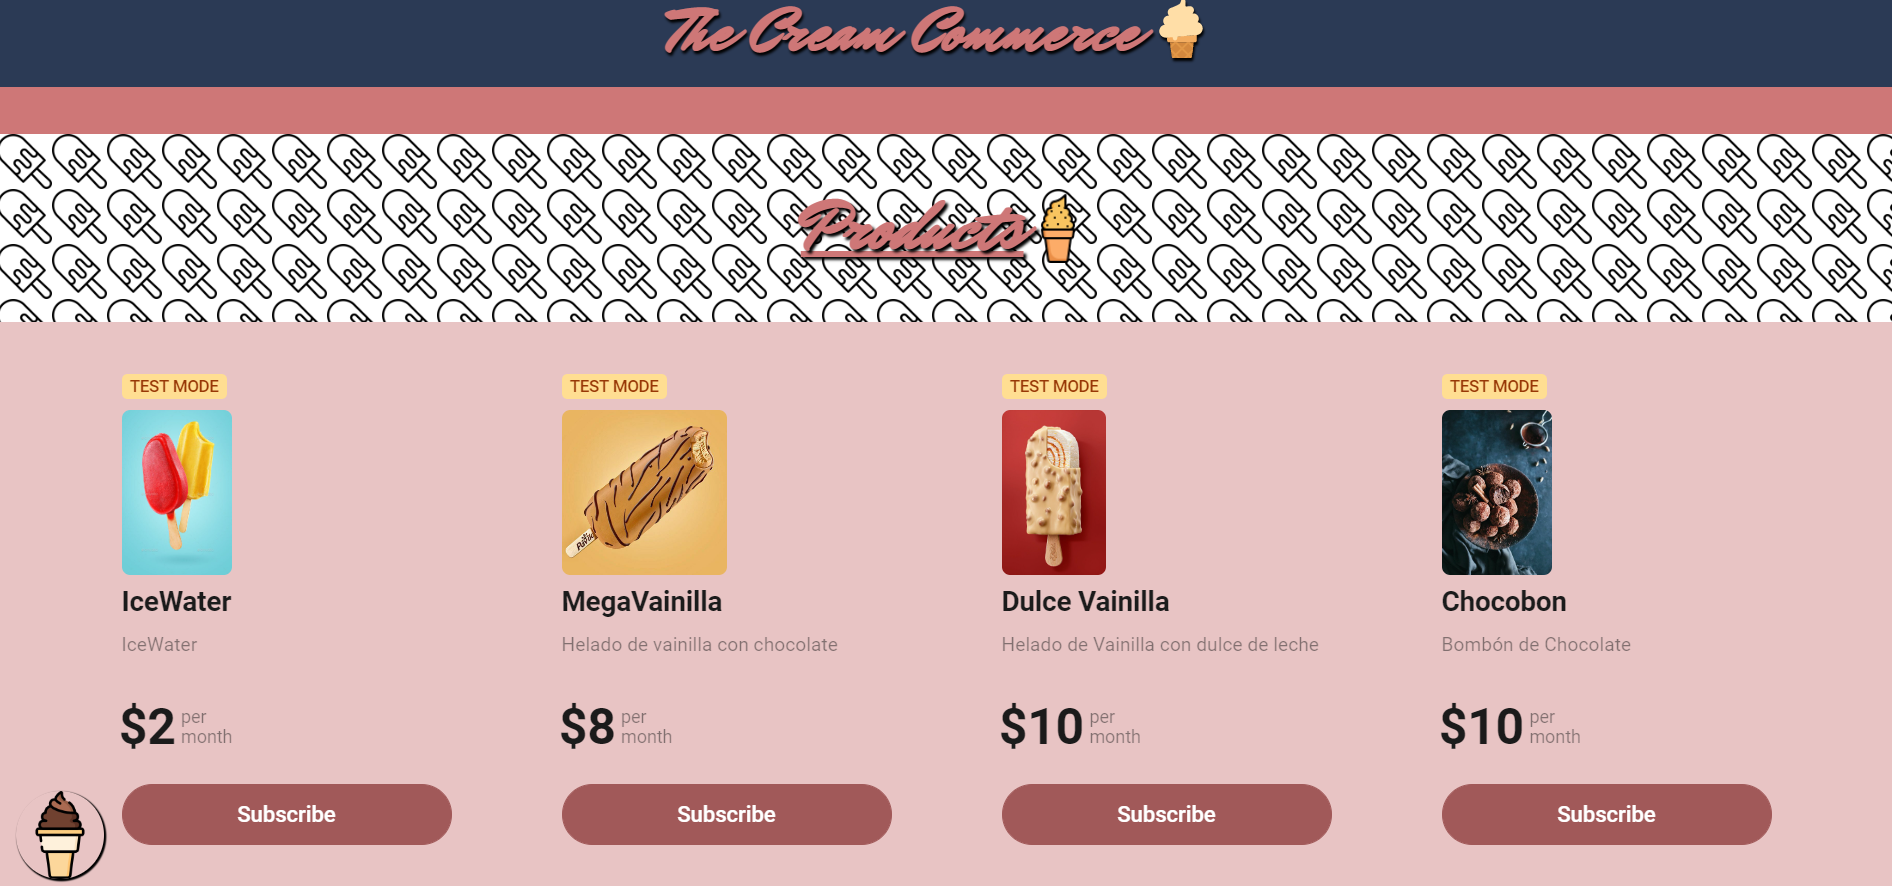 The Cream Commerce
Products
TEST MODE
IceWater
IceWater
$2 per
month
Subscribe
TEST MODE
MegaVainilla
Helado de vainilla con chocolate
$8 per
month
Subscribe
TEST MODE
Dulce Vainilla
Helado de Vainilla con dulce de leche
$10 per
month
Subscribe
TEST MODE
Chocobon
Bombón de Chocolate
$10 per
month
Subscribe